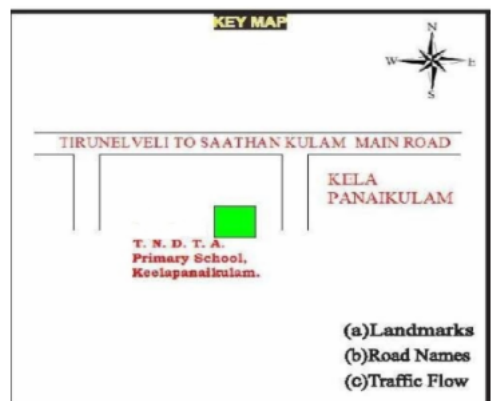 KEY MAP
N
W E
S
TIRUNELVELI TO SAATHAN KULAM MAIN ROAD
KELA
PANAIKULAM
T. N. D. T. A.
Primary School,
Keelapanaikulam.
(a)Landmarks
(b)Road Names
(c)Traffic Flow